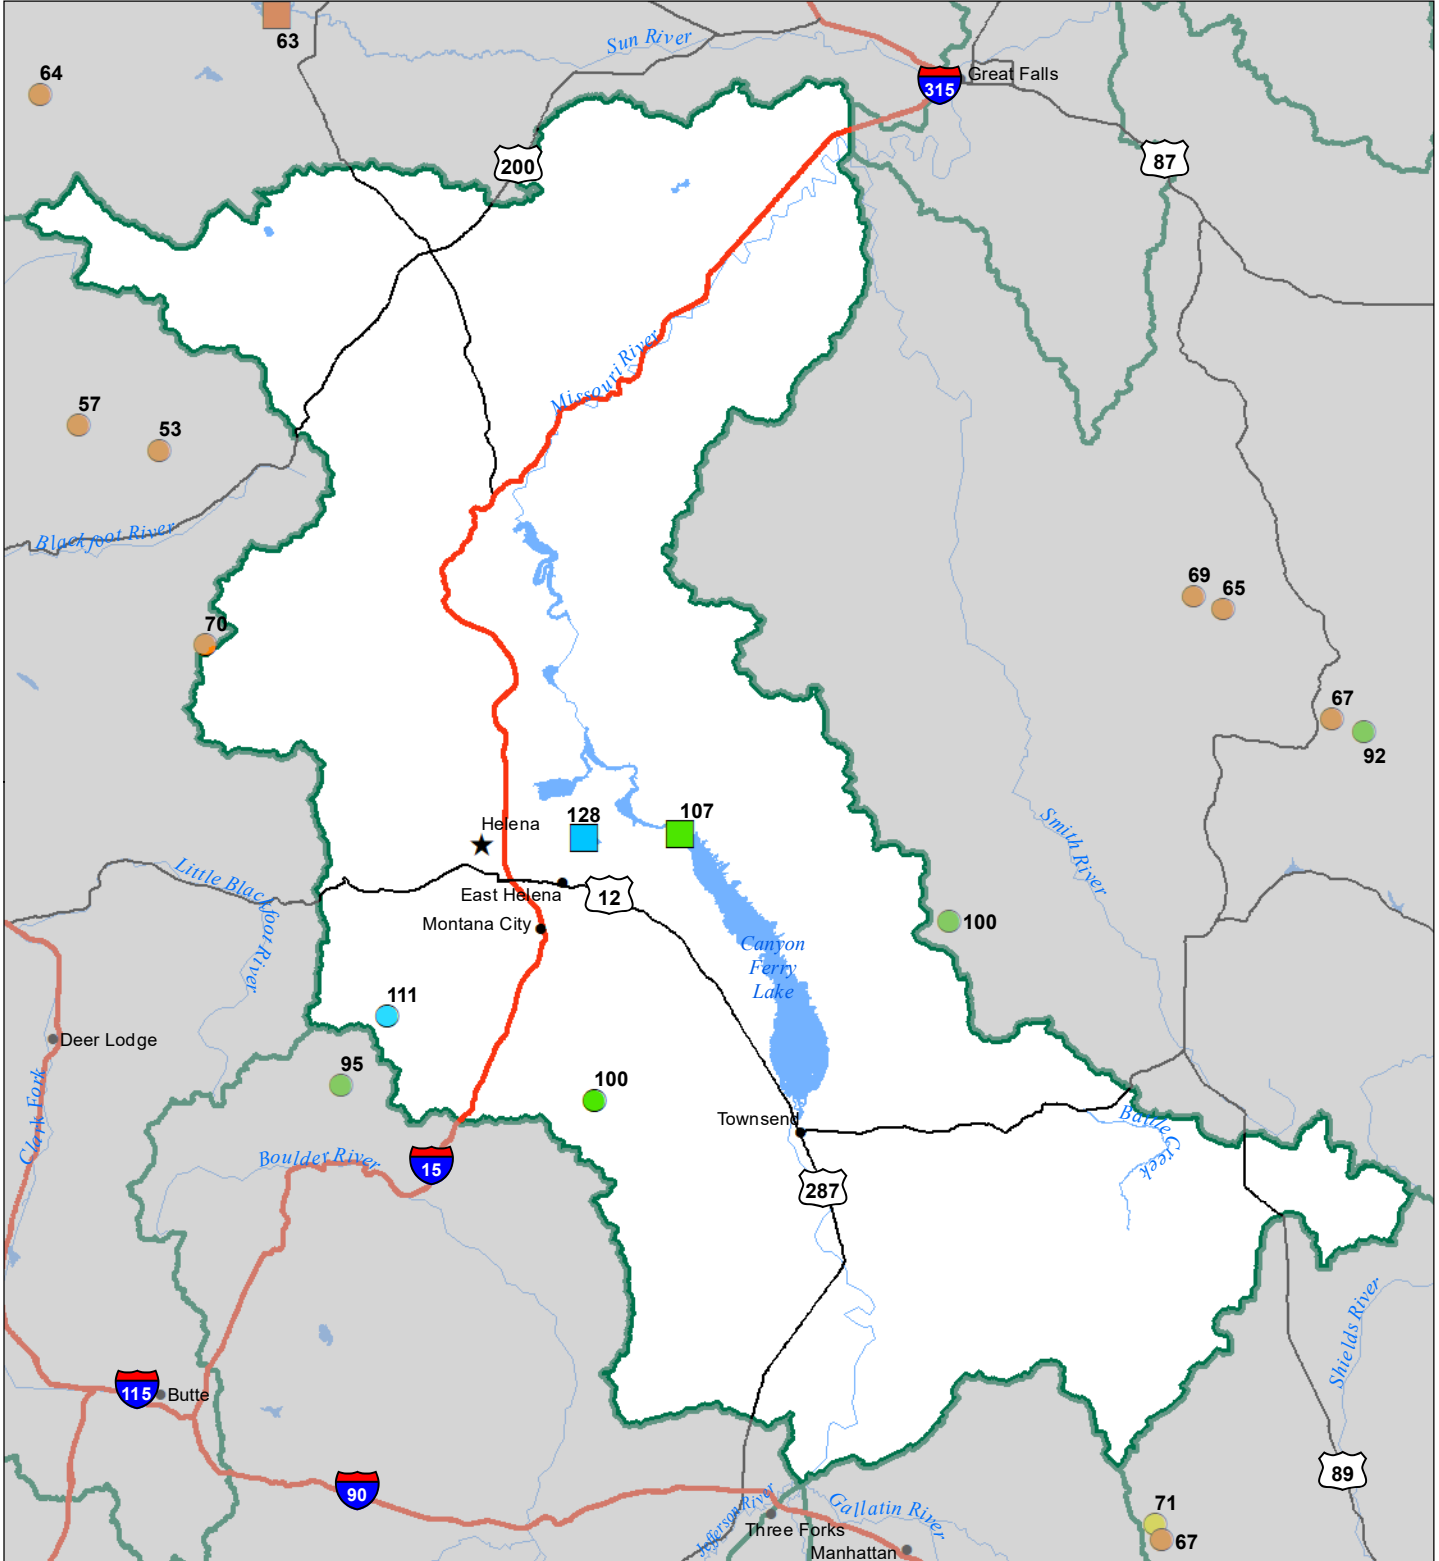 63
Sun River
64
Great Falls
315
200
87
Missouri River
57
53
Blackfoot River
69
65
70
67
92
128
107
Helena
Smith River
Little Blackfoot River
East Helena
12
Montana City
100
Canyon
Ferry
Lake
111
Deer Lodge
95
100
Clark Fork
Townsend
Battle Creek
Boulder River
15
287
Shields River
115
Butte
89
90
71
Jefferson River
Gallatin River
Three Forks
67
Manhattan